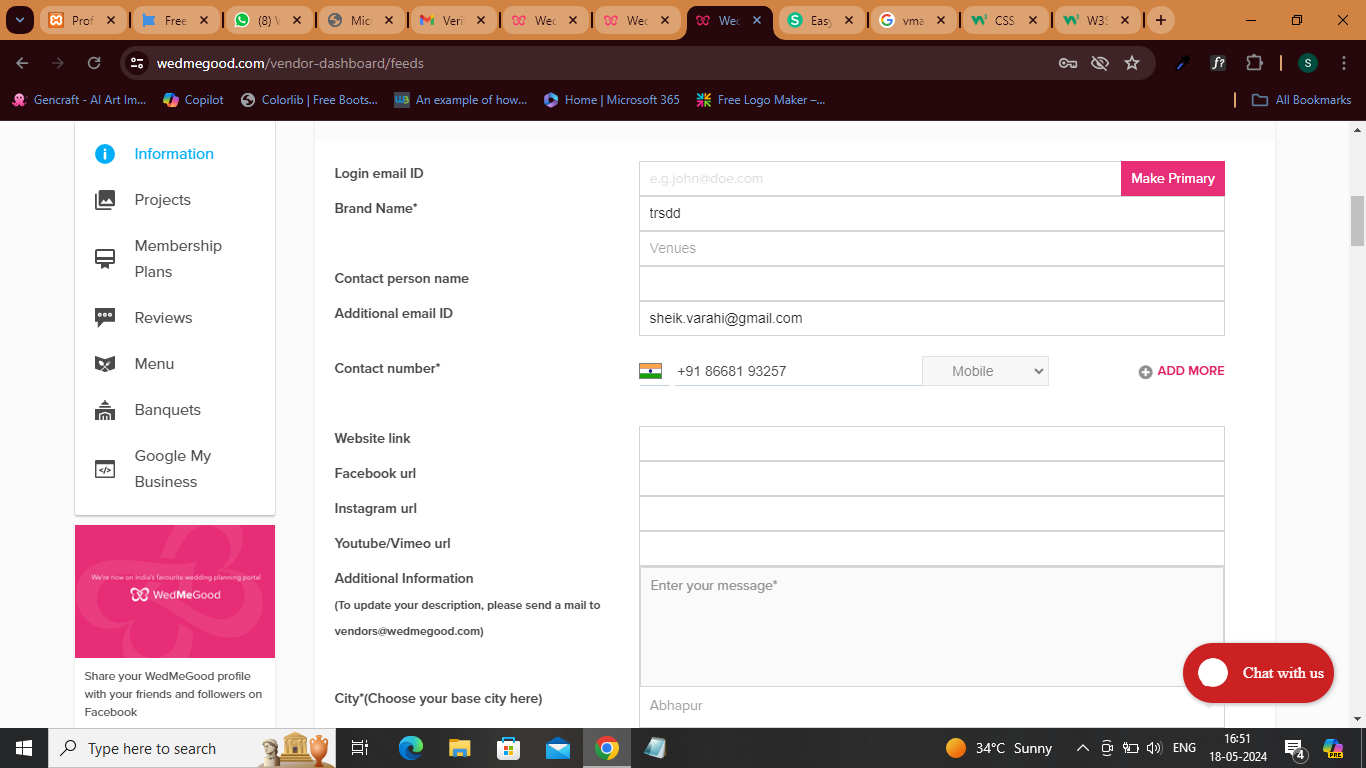 Prof
Free
(8) V
Micr
Veri
Wec
Wec
Wec
Easy
vma
CSS
W3S
wedmegood.com/vendor-dashboard/feeds
S
Gencraft - AI Art Im...
Copilot
Colorlib | Free Boots...
An example of how...
Home | Microsoft 365
Free Logo Maker –...
All Bookmarks
Information
Projects
Membership
Plans
Reviews
Menu
Banquets
Google My
Business
We're now on India's favourite wedding planning portal
WedMeGood
Share your WedMeGood profile
with your friends and followers on
Facebook
Login email ID
e.g.john@doe.com
Make Primary
Brand Name*
trsdd
Venues
Contact person name
Additional email ID
sheik.varahi@gmail.com
Contact number*
+91 86681 93257
Mobile
ADD MORE
Website link
Facebook url
Instagram url
Youtube/Vimeo url
Additional Information
(To update your description, please send a mail to
vendors@wedmegood.com)
Enter your message*
City*(Choose your base city here)
Abhapur
Chat with us
Type here to search
34°C Sunny
ENG
16:51
18-05-2024
4
PRE